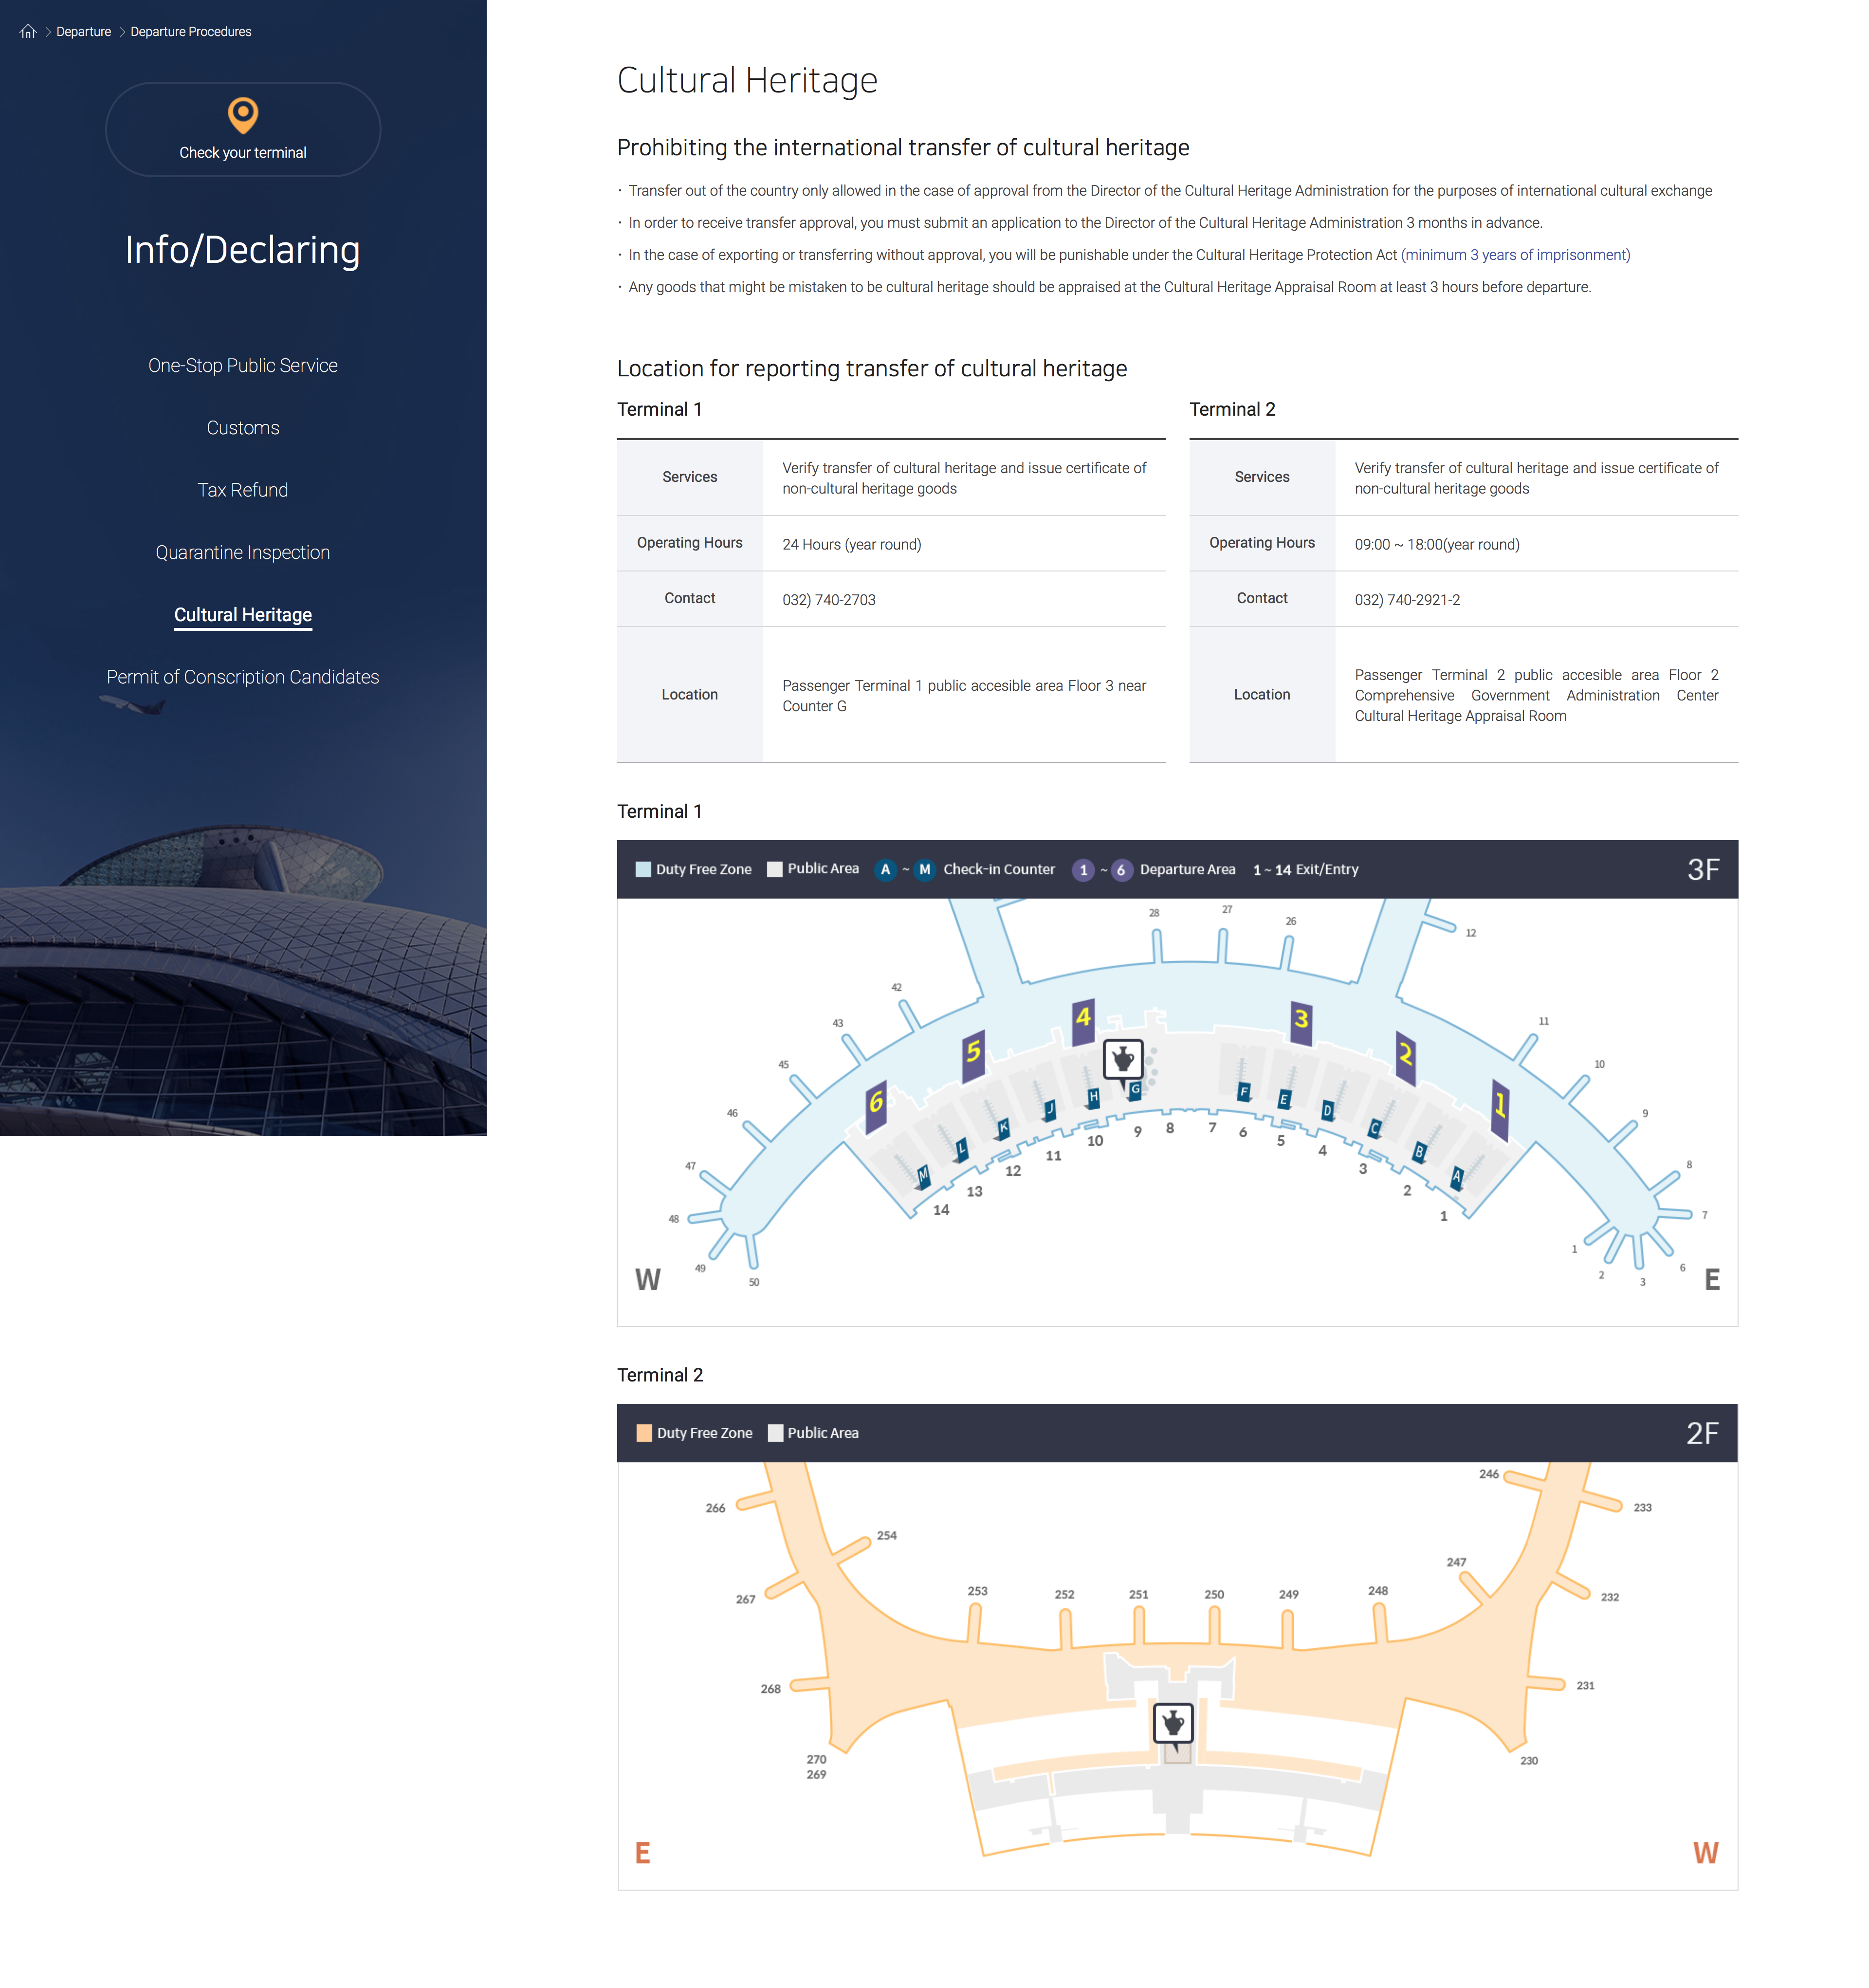 Departure
Departure Procedures
Check your terminal
Info/Declaring
One-Stop Public Service
Customs
Tax Refund
Quarantine Inspection
Cultural Heritage
Permit of Conscription Candidates
Cultural Heritage
Prohibiting the international transfer of cultural heritage
· Transfer out of the country only allowed in the case of approval from the Director of the Cultural Heritage Administration for the purposes of international cultural exchange
· In order to receive transfer approval, you must submit an application to the Director of the Cultural Heritage Administration 3 months in advance.
· In the case of exporting or transferring without approval, you will be punishable under the Cultural Heritage Protection Act (minimum 3 years of imprisonment)
· Any goods that might be mistaken to be cultural heritage should be appraised at the Cultural Heritage Appraisal Room at least 3 hours before departure.
Location for reporting transfer of cultural heritage
Terminal 1
Services
Verify transfer of cultural heritage and issue certificate of
non-cultural heritage goods
Operating Hours
24 Hours (year round)
Contact
032) 740-2703
Location
Passenger Terminal 1 public accesible area Floor 3 near
Counter G
Terminal 2
Services
Verify transfer of cultural heritage and issue certificate of
non-cultural heritage goods
Operating Hours
09:00 ~ 18:00(year round)
Contact
032) 740-2921-2
Location
Passenger Terminal 2 public accesible area Floor 2
Comprehensive Government Administration Center
Cultural Heritage Appraisal Room
Terminal 1
Duty Free Zone Public Area A ~ M Check-in Counter 1 ~ 6 Departure Area 1 ~ 14 Exit/Entry 3F
28 27 26 12
42 43 45 46 47 48 49 50
11 10 9 8 7 6 3 2 1
6 5 4 3 2 1
M L K J H G F E D C B A
14 13 12 11 10 9 8 7 6 5 4 3 2 1
W E
Terminal 2
Duty Free Zone Public Area 2F
266 254 246 233
267 253 252 251 250 249 248 247 232
268 231
270
269
230
E W